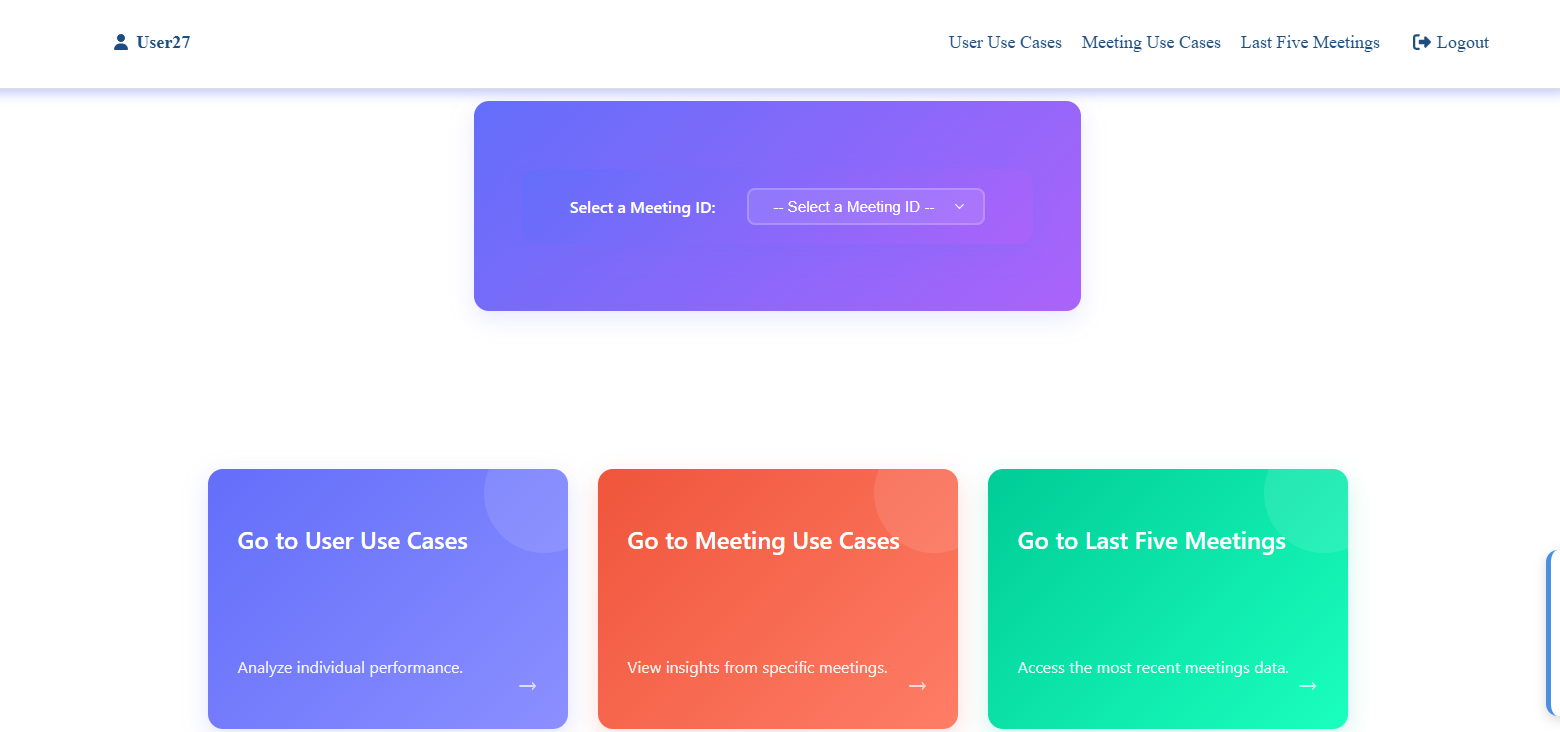 User27
User Use Cases
Meeting Use Cases
Last Five Meetings
Logout
Select a Meeting ID:
-- Select a Meeting ID --
Go to User Use Cases
Analyze individual performance.
→
Go to Meeting Use Cases
View insights from specific meetings.
→
Go to Last Five Meetings
Access the most recent meetings data.
→